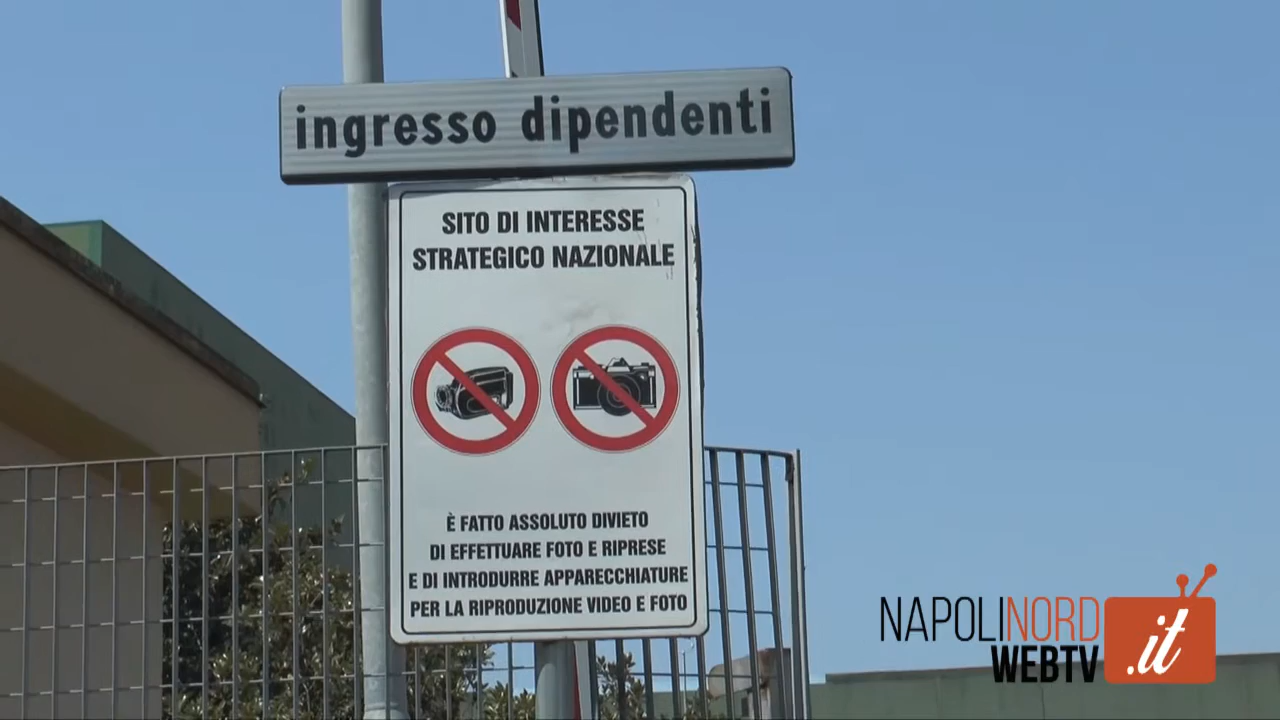 ingresso dipendenti
SITO DI INTERESSE
STRATEGICO NAZIONALE
È FATTO ASSOLUTO DIVIETO
DI EFFETTUARE FOTO E RIPRESE
E DI INTRODURRE APPARECCHIATURE
PER LA RIPRODUZIONE VIDEO E FOTO
NAPOLINORD
WEBTV .it